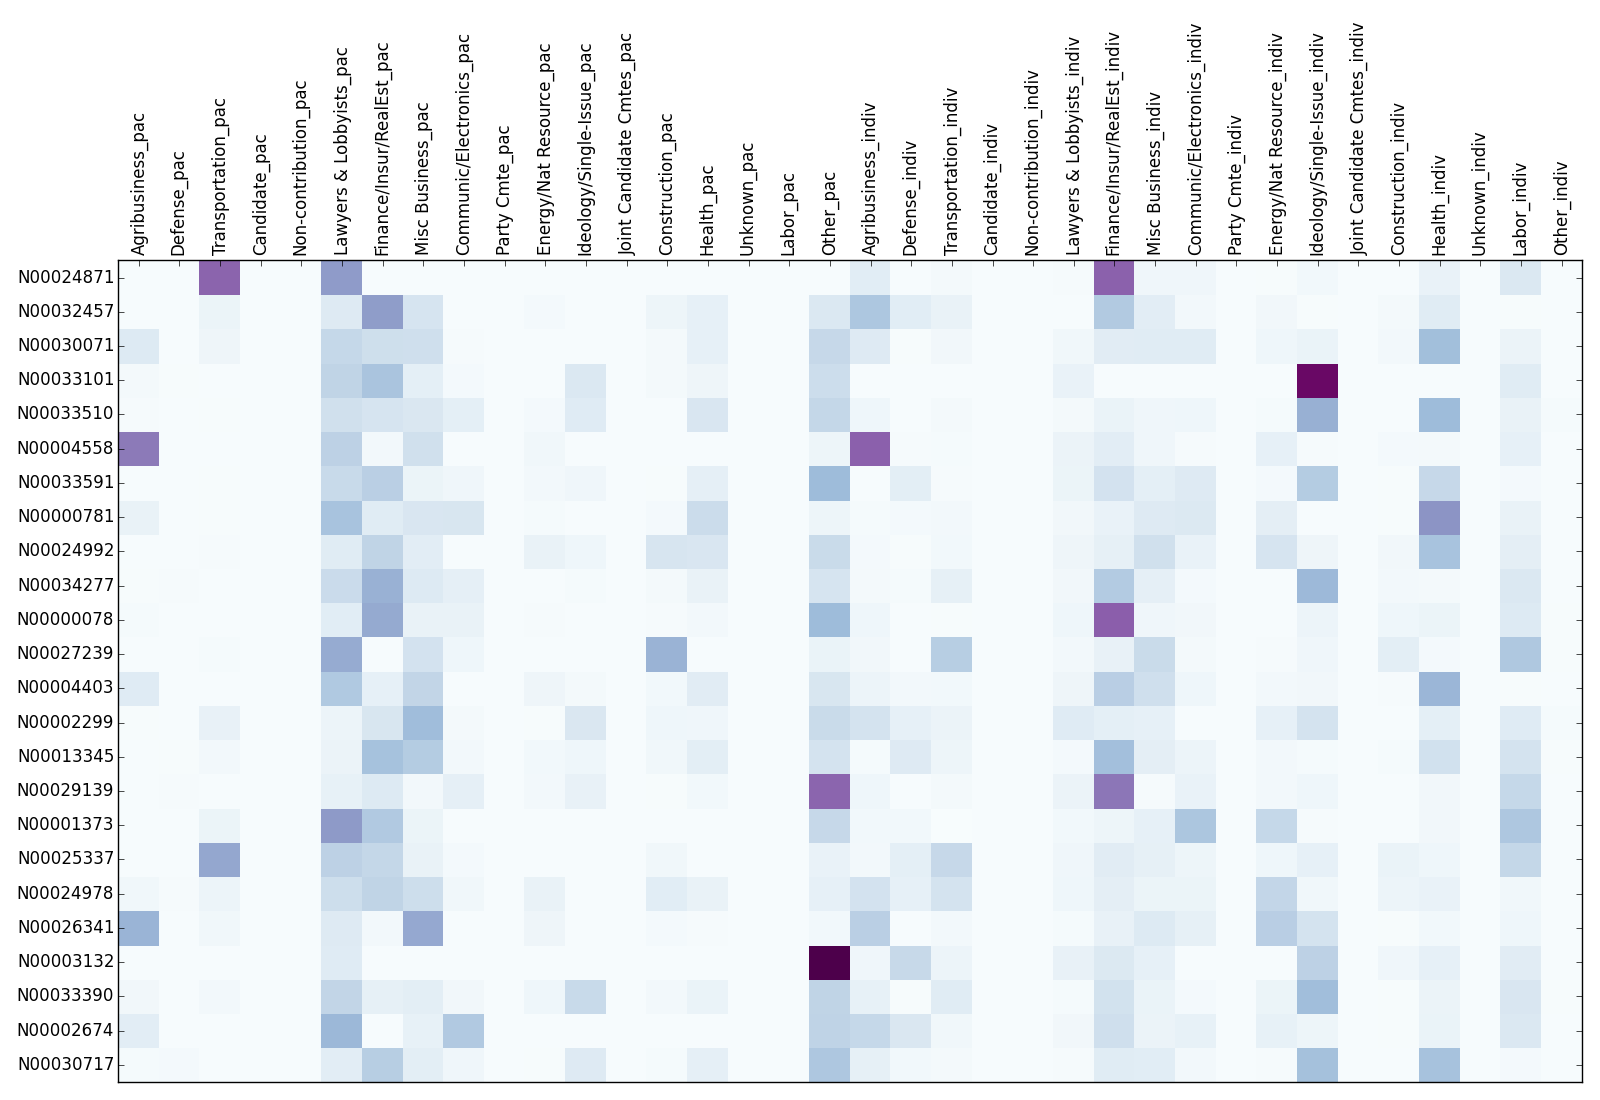 Agribusiness_pac
Defense_pac
Transportation_pac
Candidate_pac
Non-contribution_pac
Lawyers & Lobbyists_pac
Finance/Insur/RealEst_pac
Misc Business_pac
Communic/Electronics_pac
Party Cmte_pac
Energy/Nat Resource_pac
Ideology/Single-Issue_pac
Joint Candidate Cmtes_pac
Construction_pac
Health_pac
Unknown_pac
Labor_pac
Other_pac
Agribusiness_indiv
Defense_indiv
Transportation_indiv
Candidate_indiv
Non-contribution_indiv
Lawyers & Lobbyists_indiv
Finance/Insur/RealEst_indiv
Misc Business_indiv
Communic/Electronics_indiv
Party Cmte_indiv
Energy/Nat Resource_indiv
Ideology/Single-Issue_indiv
Joint Candidate Cmtes_indiv
Construction_indiv
Health_indiv
Unknown_indiv
Labor_indiv
Other_indiv
N00024871
N00032457
N00030071
N00033101
N00033510
N00004558
N00033591
N00000781
N00024992
N00034277
N00000078
N00027239
N00004403
N00002299
N00013345
N00029139
N00001373
N00025337
N00024978
N00026341
N00003132
N00033390
N00002674
N00030717